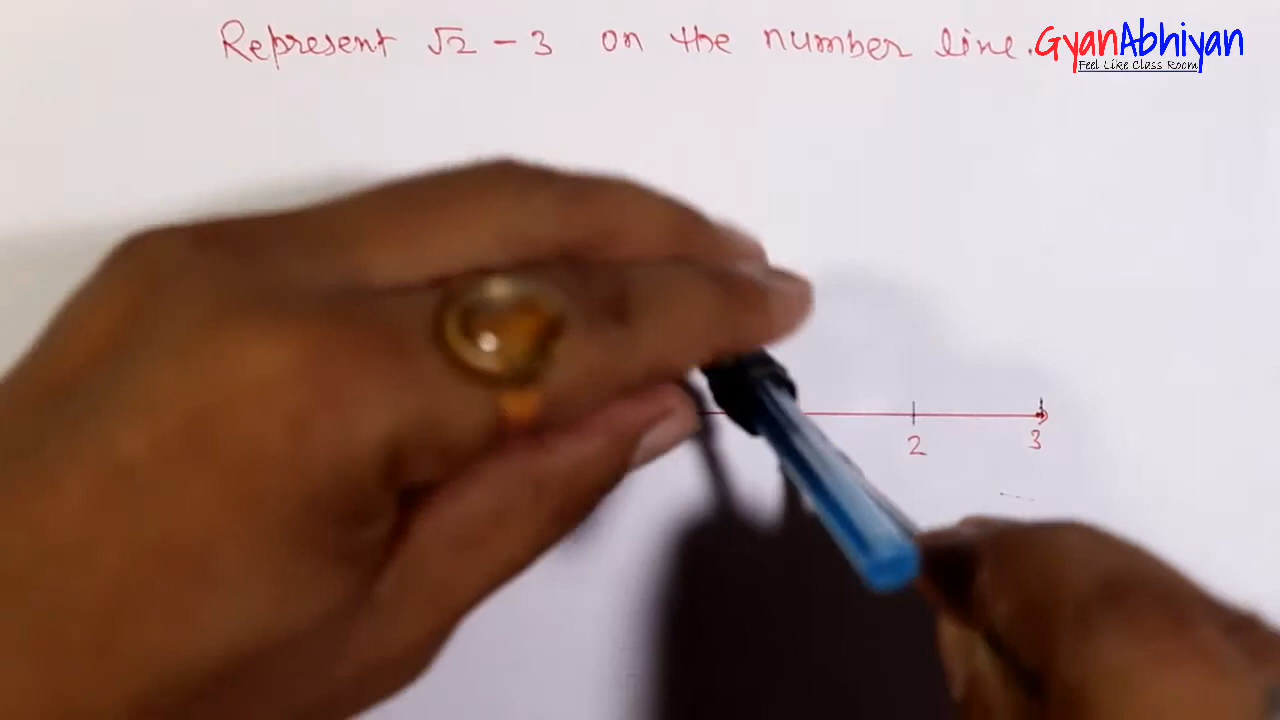 Represent √2 - 3 on the number line.
GyanAbhiyan
Feel Like Class Room
2
3